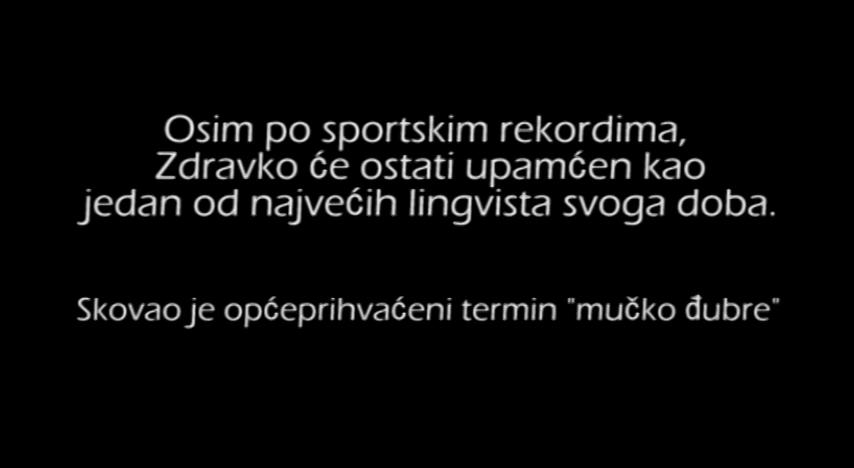 Osim po sportskim rekordima,
Zdravko će ostati upamćen kao
jedan od najvećih lingvista svoga doba.
Skovao je općeprihvaćeni termin "mučko đubre"